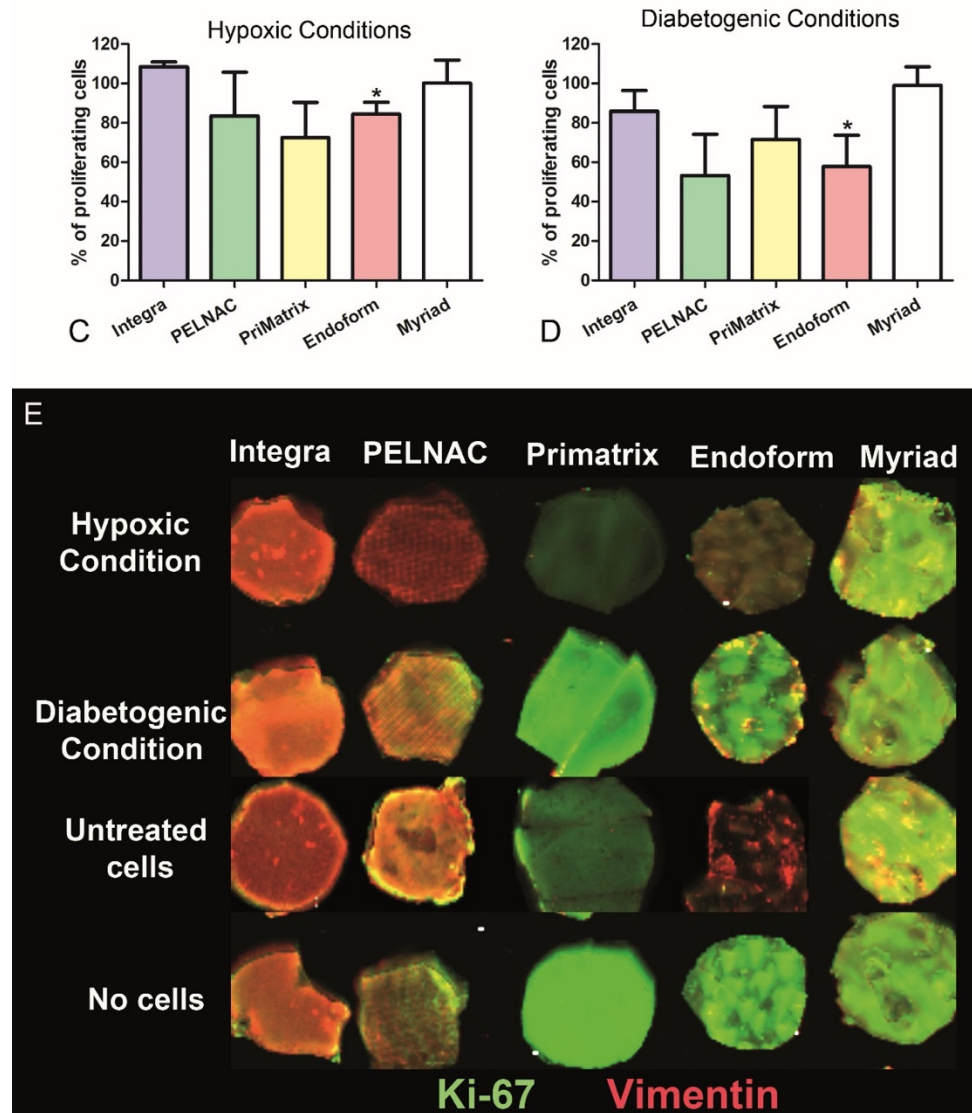 Hypoxic Conditions
% of proliferating cells
120
100
80
60
40
20
0
Integra
PELNAC
PriMatrix
Endoform
Myriad
*
C
Diabetogenic Conditions
% of proliferating cells
120
100
80
60
40
20
0
Integra
PELNAC
PriMatrix
Endoform
Myriad
*
D
E
Integra PELNAC Primatrix Endoform Myriad
Hypoxic
Condition
Diabetogenic
Condition
Untreated
cells
No cells
Ki-67 Vimentin